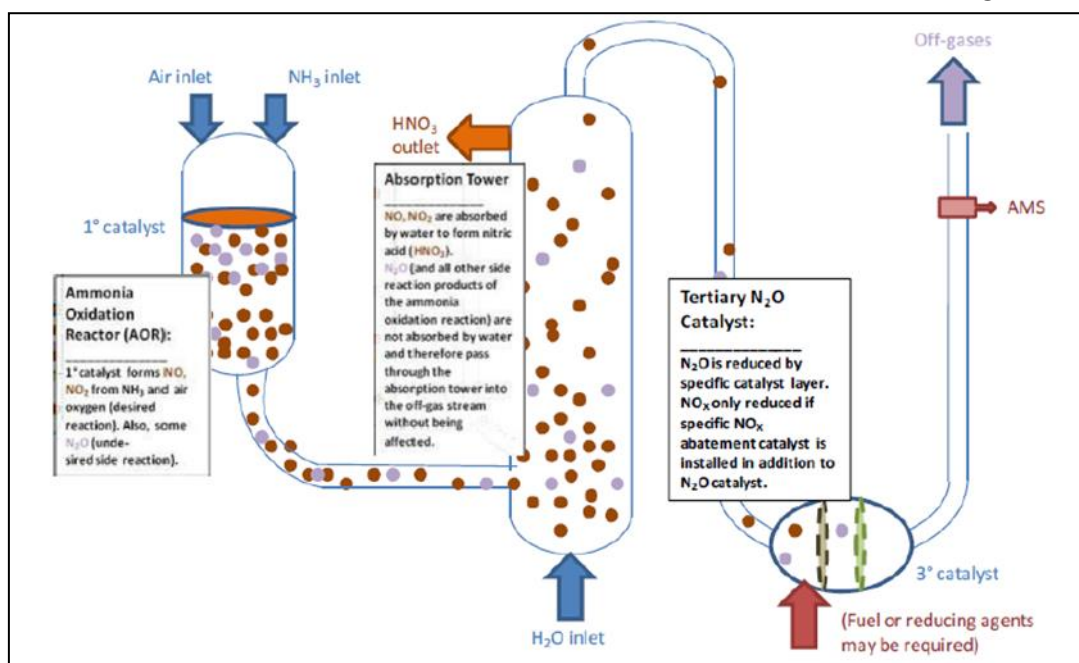 Off-gases
Air inlet
NH₃ inlet
HNO₃
outlet
1° catalyst
AMS
Ammonia
Oxidation
Reactor (AOR):
1° catalyst forms NO,
NO₂ from NH₃ and air
oxygen (desired
reaction). Also, some
N₂O (unde-
sired side reaction).
Absorption Tower
NO, NO₂ are absorbed
by water to form nitric
acid (HNO₃).
N₂O (and all other side
reaction products of
the ammonia
oxidation reaction) are
not absorbed by water
and therefore pass
through the
absorption tower into
the off-gas stream
without being
affected.
Tertiary N₂O
Catalyst:
N₂O is reduced by
specific catalyst layer.
NOₓ only reduced if
specific NOₓ
abatement catalyst is
installed in addition to
N₂O catalyst.
3° catalyst
H₂O inlet
(Fuel or reducing agents
may be required)